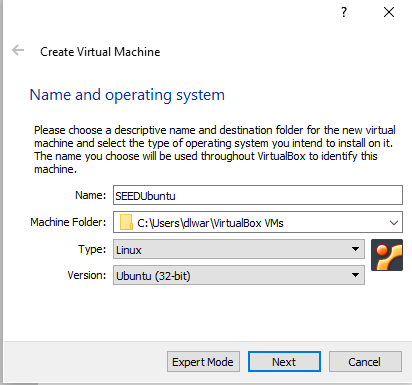 ?
Create Virtual Machine
Name and operating system
Please choose a descriptive name and destination folder for the new virtual
machine and select the type of operating system you intend to install on it.
The name you choose will be used throughout VirtualBox to identify this
machine.
Name: SEEDUbuntu
Machine Folder: C:\Users\dlwar\VirtualBox VMs
Type: Linux
Version: Ubuntu (32-bit)
Expert Mode Next Cancel